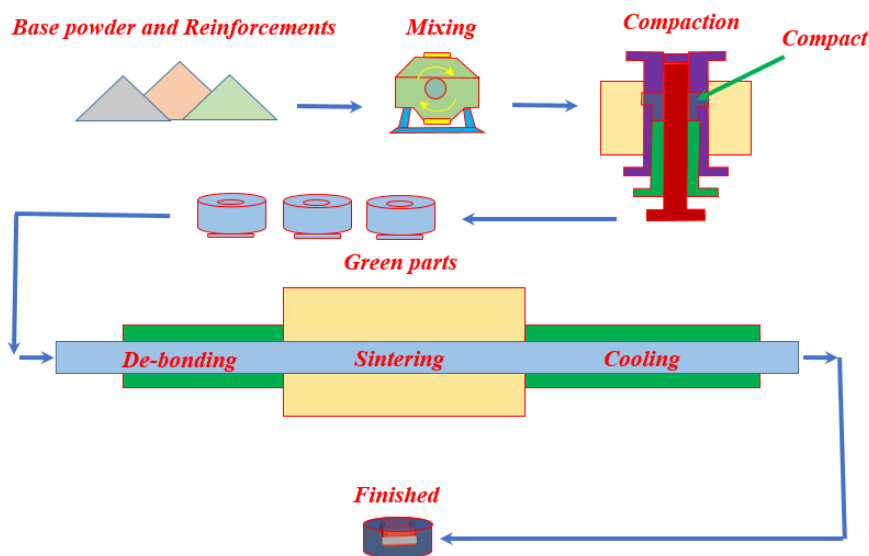 Base powder and Reinforcements
Mixing
Compaction
Compact
Green parts
De-bonding
Sintering
Cooling
Finished